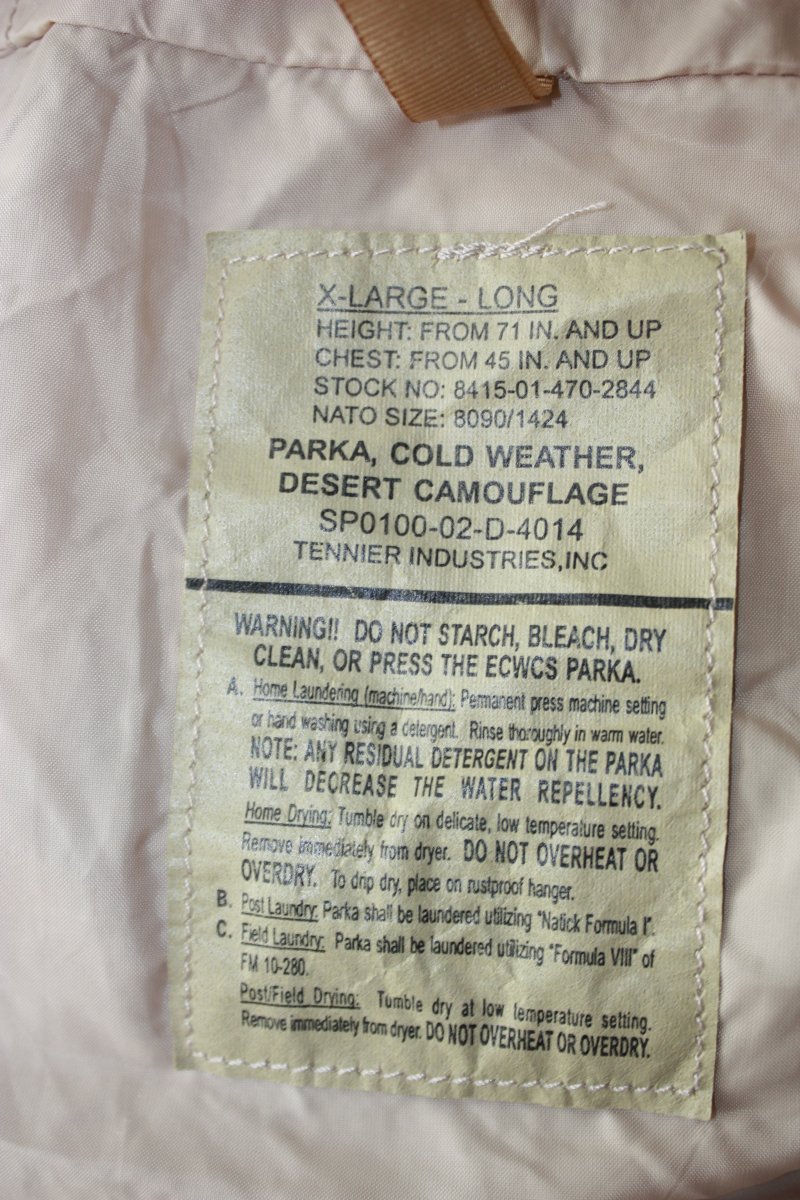 X-LARGE - LONG
HEIGHT: FROM 71 IN. AND UP
CHEST: FROM 45 IN. AND UP
STOCK NO: 8415-01-470-2844
NATO SIZE: 8090/1424
PARKA, COLD WEATHER,
DESERT CAMOUFLAGE
SP0100-02-D-4014
TENNIER INDUSTRIES,INC
WARNING!! DO NOT STARCH, BLEACH, DRY
CLEAN, OR PRESS THE ECWCS PARKA.
A. Home Laundering (machine/hand): Permanent press machine setting
or hand washing using a detergent. Rinse thoroughly in warm water.
NOTE: ANY RESIDUAL DETERGENT ON THE PARKA
WILL DECREASE THE WATER REPELLENCY.
Home Drying: Tumble dry on delicate, low temperature setting.
Remove immediately from dryer. DO NOT OVERHEAT OR
OVERDRY. To drip dry, place on rustproof hanger.
B. Post Laundry: Parka shall be laundered utilizing "Natick Formula I".
C. Field Laundry: Parka shall be laundered utilizing "Formula VIII" of
FM 10-280.
Post/Field Drying: Tumble dry at low temperature setting.
Remove immediately from dryer. DO NOT OVERHEAT OR OVERDRY.